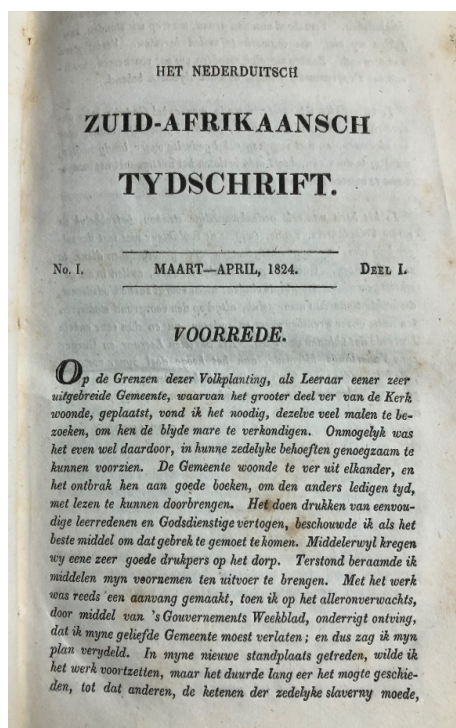 HET NEDERDUITSCH
ZUID-AFRIKAANSCH
TYDSCHRIFT.
No. I. MAART—APRIL, 1824. DEEL I.
VOORREDE.
Op de Grenzen dezer Volkplanting, als Leeraar eener zeer
uitgebreide Gemeente, waarvan het grooter deel ver van de Kerk
woonde, geplaatst, vond ik het noodig, dezelve veel malen te be-
zoeken, om hen de blyde mare te verkondigen. Onmogelyk was
het even wel daardoor, in hunne zedelyke behoeften genoegzaam te
kunnen voorzien. De Gemeente woonde te ver uit elkander, en
het ontbrak hen aan goede boeken, om den anders ledigen tyd,
met lezen te kunnen doorbrengen. Het doen drukken van eenvou-
dige leerredenen en Godsdienstige vertogen, beschouwde ik als het
beste middel om dat gebrek te gemoet te komen. Middelerwyl kregen
wy eene zeer goede drukpers op het dorp. Terstond beraamde ik
middelen myn voornemen ten uitvoer te brengen. Met het werk
was reeds een aanvang gemaakt, toen ik op het alleronverwachts,
door middel van 's Gouvernements Weekblad, onderrigt ontving,
dat ik myne geliefde Gemeente moest verlaten; en dus zag ik myn
plan verydeld. In myne nieuwe standplaats getreden, wilde ik
het werk voortzetten, maar het duurde lang eer het mogte geschie-
den, tot dat anderen, de ketenen der zedelyke slaverny moede,